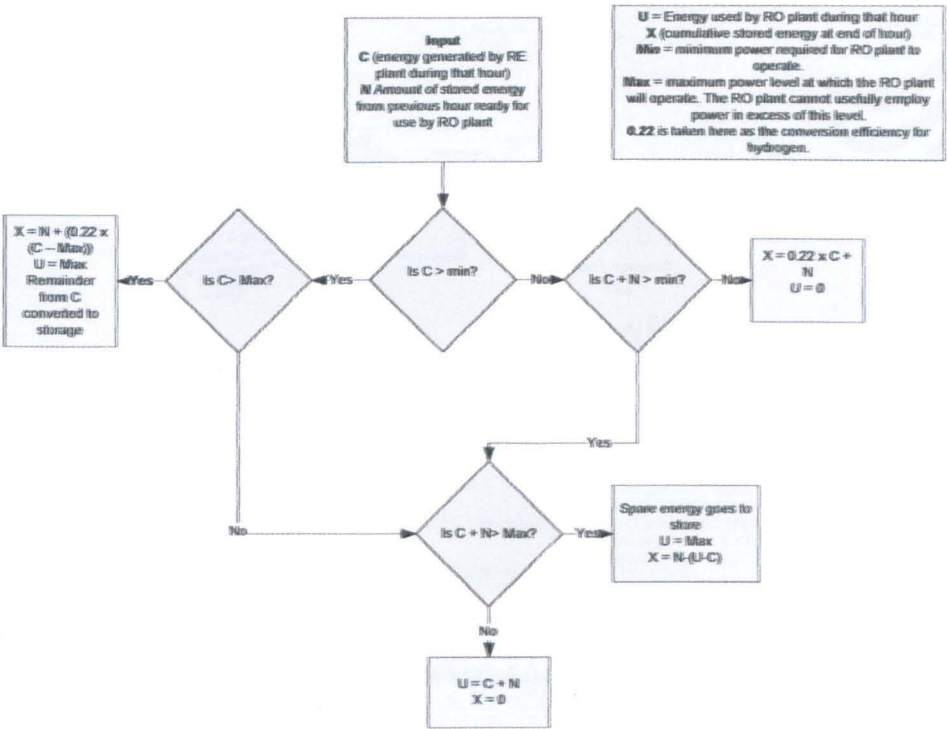 Input
C (energy generated by RE
plant during that hour)
N Amount of stored energy
from previous hour ready for
use by RO plant
U = Energy used by RO plant during that hour
X (cumulative stored energy at end of hour)
Min = minimum power required for RO plant to
operate.
Max = maximum power level at which the RO plant
will operate. The RO plant cannot usefully employ
power in excess of this level.
0.22 is taken here as the conversion efficiency for
hydrogen.
X = N + ((0.22 x
(C – Max))
U = Max
Remainder
from C
converted to
storage
Yes
Is C> Max?
Yes
Is C > min?
No
Is C + N > min?
No
X = 0.22 x C +
N
U = 0
Yes
No
Is C + N> Max?
Yes
Spare energy goes to
store
U = Max
X = N-(U-C)
No
U = C + N
X = 0